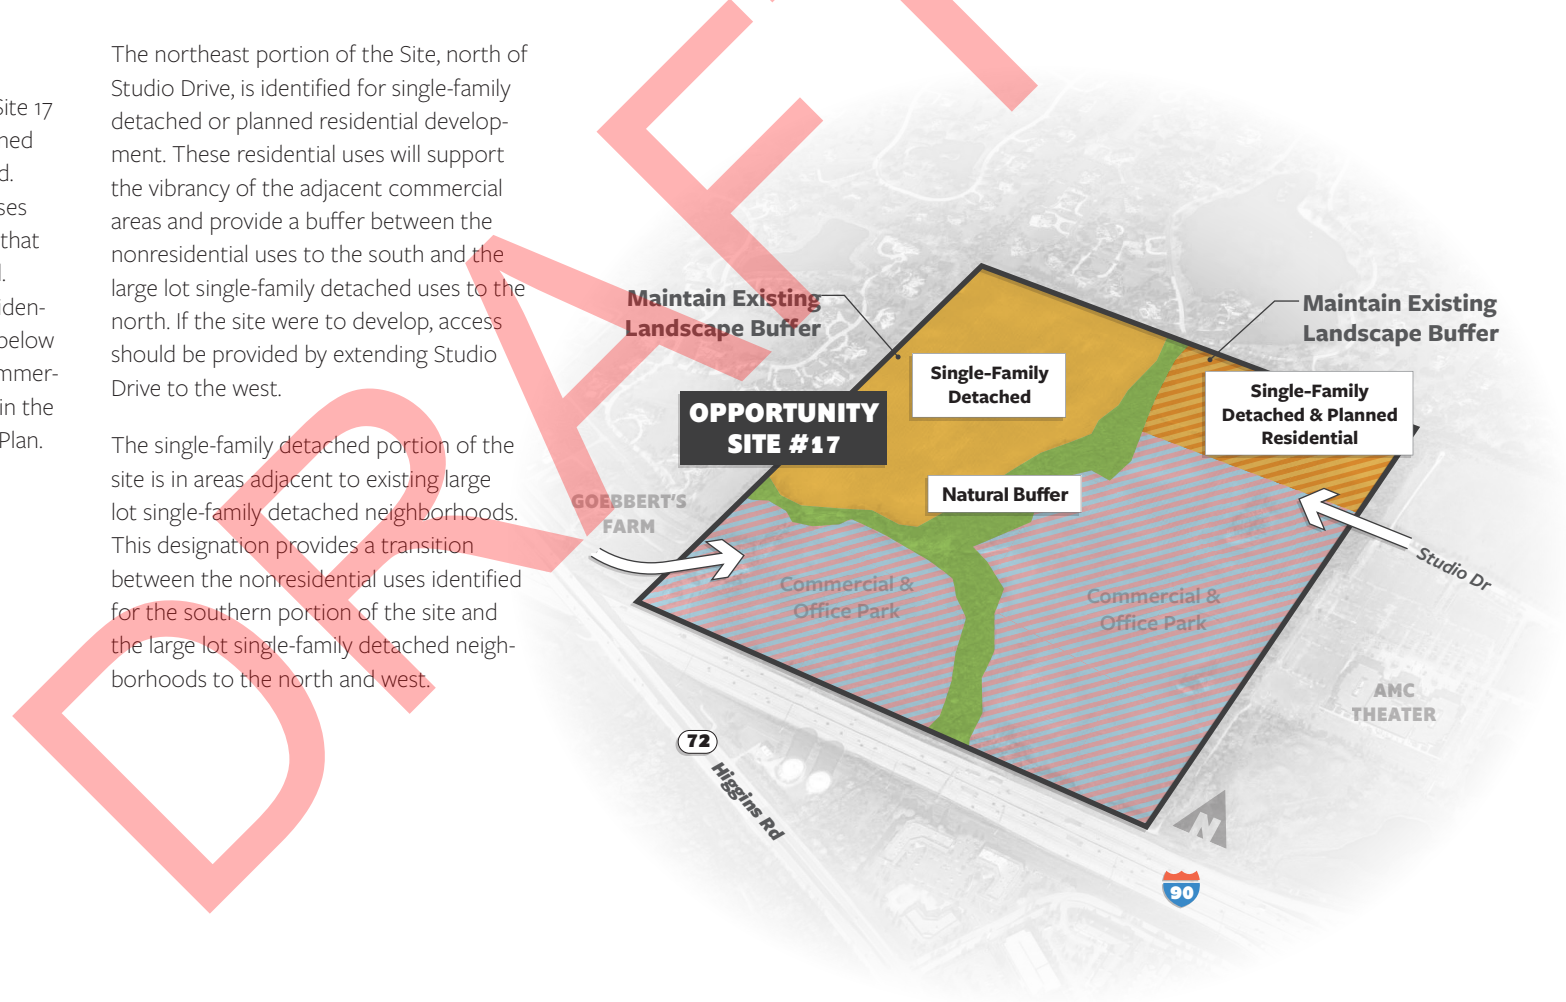 Site 17
d.
that
below
in the
Plan.
The northeast portion of the Site, north of
Studio Drive, is identified for single-family
detached or planned residential develop-
ment. These residential uses will support
the vibrancy of the adjacent commercial
areas and provide a buffer between the
nonresidential uses to the south and the
large lot single-family detached uses to the
north. If the site were to develop, access
should be provided by extending Studio
Drive to the west.
The single-family detached portion of the
site is in areas adjacent to existing large
lot single-family detached neighborhoods.
This designation provides a transition
between the nonresidential uses identified
for the southern portion of the site and
the large lot single-family detached neigh-
borhoods to the north and west.
DRAFT
Maintain Existing
Landscape Buffer
Maintain Existing
Landscape Buffer
Single-Family
Detached
Single-Family
Detached & Planned
Residential
OPPORTUNITY
SITE #17
Natural Buffer
GOEBBERT'S
FARM
Commercial &
Office Park
Commercial &
Office Park
Studio Dr
AMC
THEATER
72
Higgins Rd
N
90